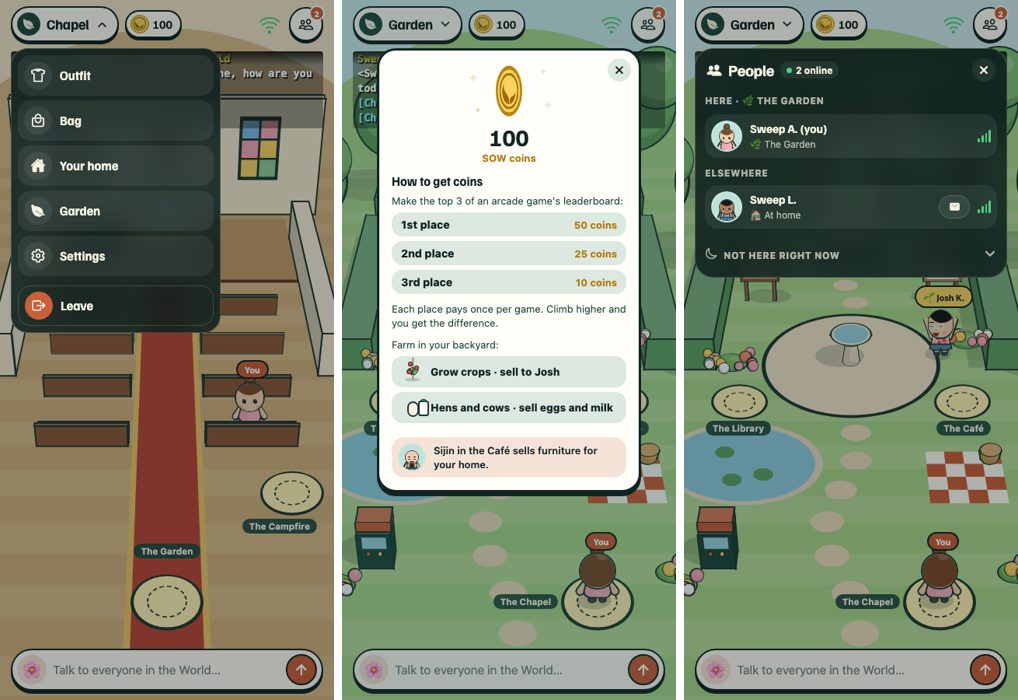 Chapel
100
2
ld
ne, how are you
Outfit
Bag
Your home
Garden
Settings
Leave
You
The Campfire
The Garden
Talk to everyone in the World...
Garden
100
2
tod
[Ch
[Ch
100
SOW coins
How to get coins
Make the top 3 of an arcade game's leaderboard:
1st place 50 coins
2nd place 25 coins
3rd place 10 coins
Each place pays once per game. Climb higher and
you get the difference.
Farm in your backyard:
Grow crops · sell to Josh
Hens and cows · sell eggs and milk
Sijin in the Café sells furniture for
your home.
You
The Chapel
Talk to everyone in the World...
Garden
100
2
People
2 online
HERE · THE GARDEN
Sweep A. (you)
The Garden
ELSEWHERE
Sweep L.
At home
NOT HERE RIGHT NOW
Josh K.
The Library
The Café
You
The Chapel
Talk to everyone in the World...